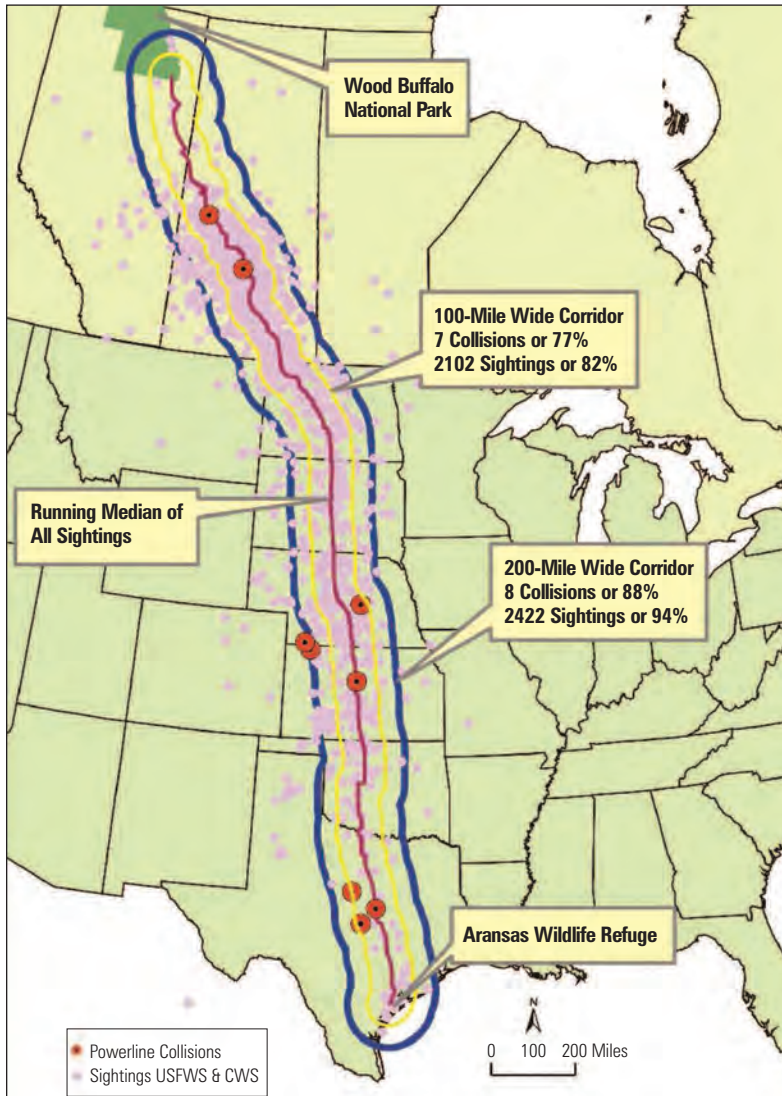 Wood Buffalo
National Park
100-Mile Wide Corridor
7 Collisions or 77%
2102 Sightings or 82%
Running Median of
All Sightings
200-Mile Wide Corridor
8 Collisions or 88%
2422 Sightings or 94%
Aransas Wildlife Refuge
N
0 100 200 Miles
Powerline Collisions
Sightings USFWS & CWS